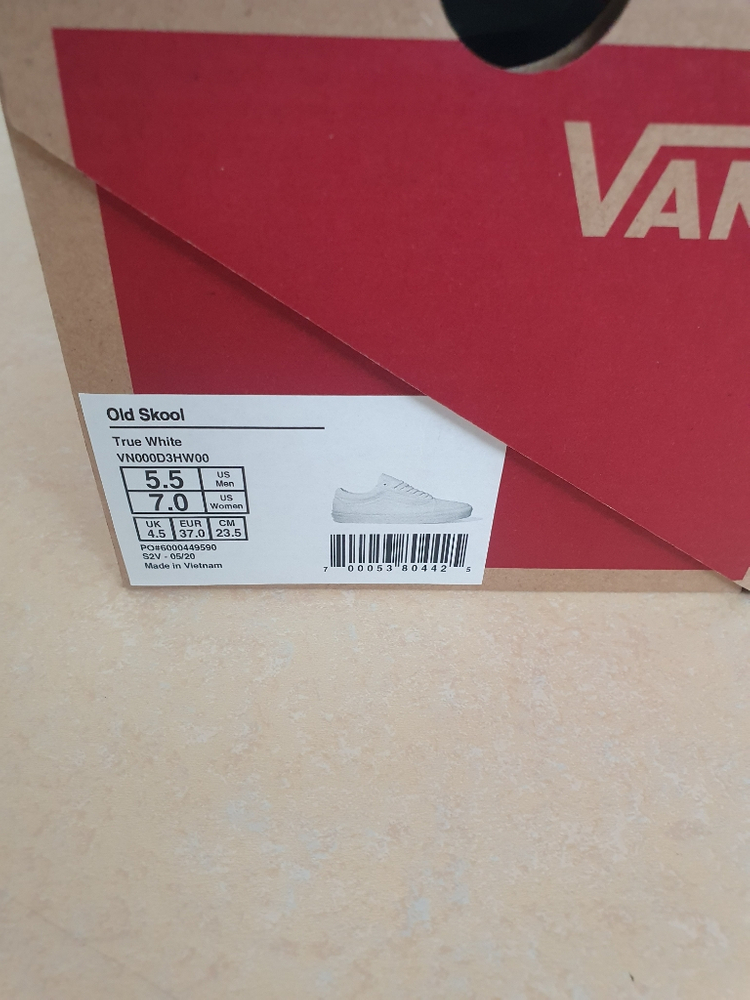 VAN
Old Skool
True White
VN000D3HW00
5.5 US Men
7.0 US Women
UK EUR CM
4.5 37.0 23.5
PO#6000449590
S2V - 05/20
Made in Vietnam
7 00053 80442 5